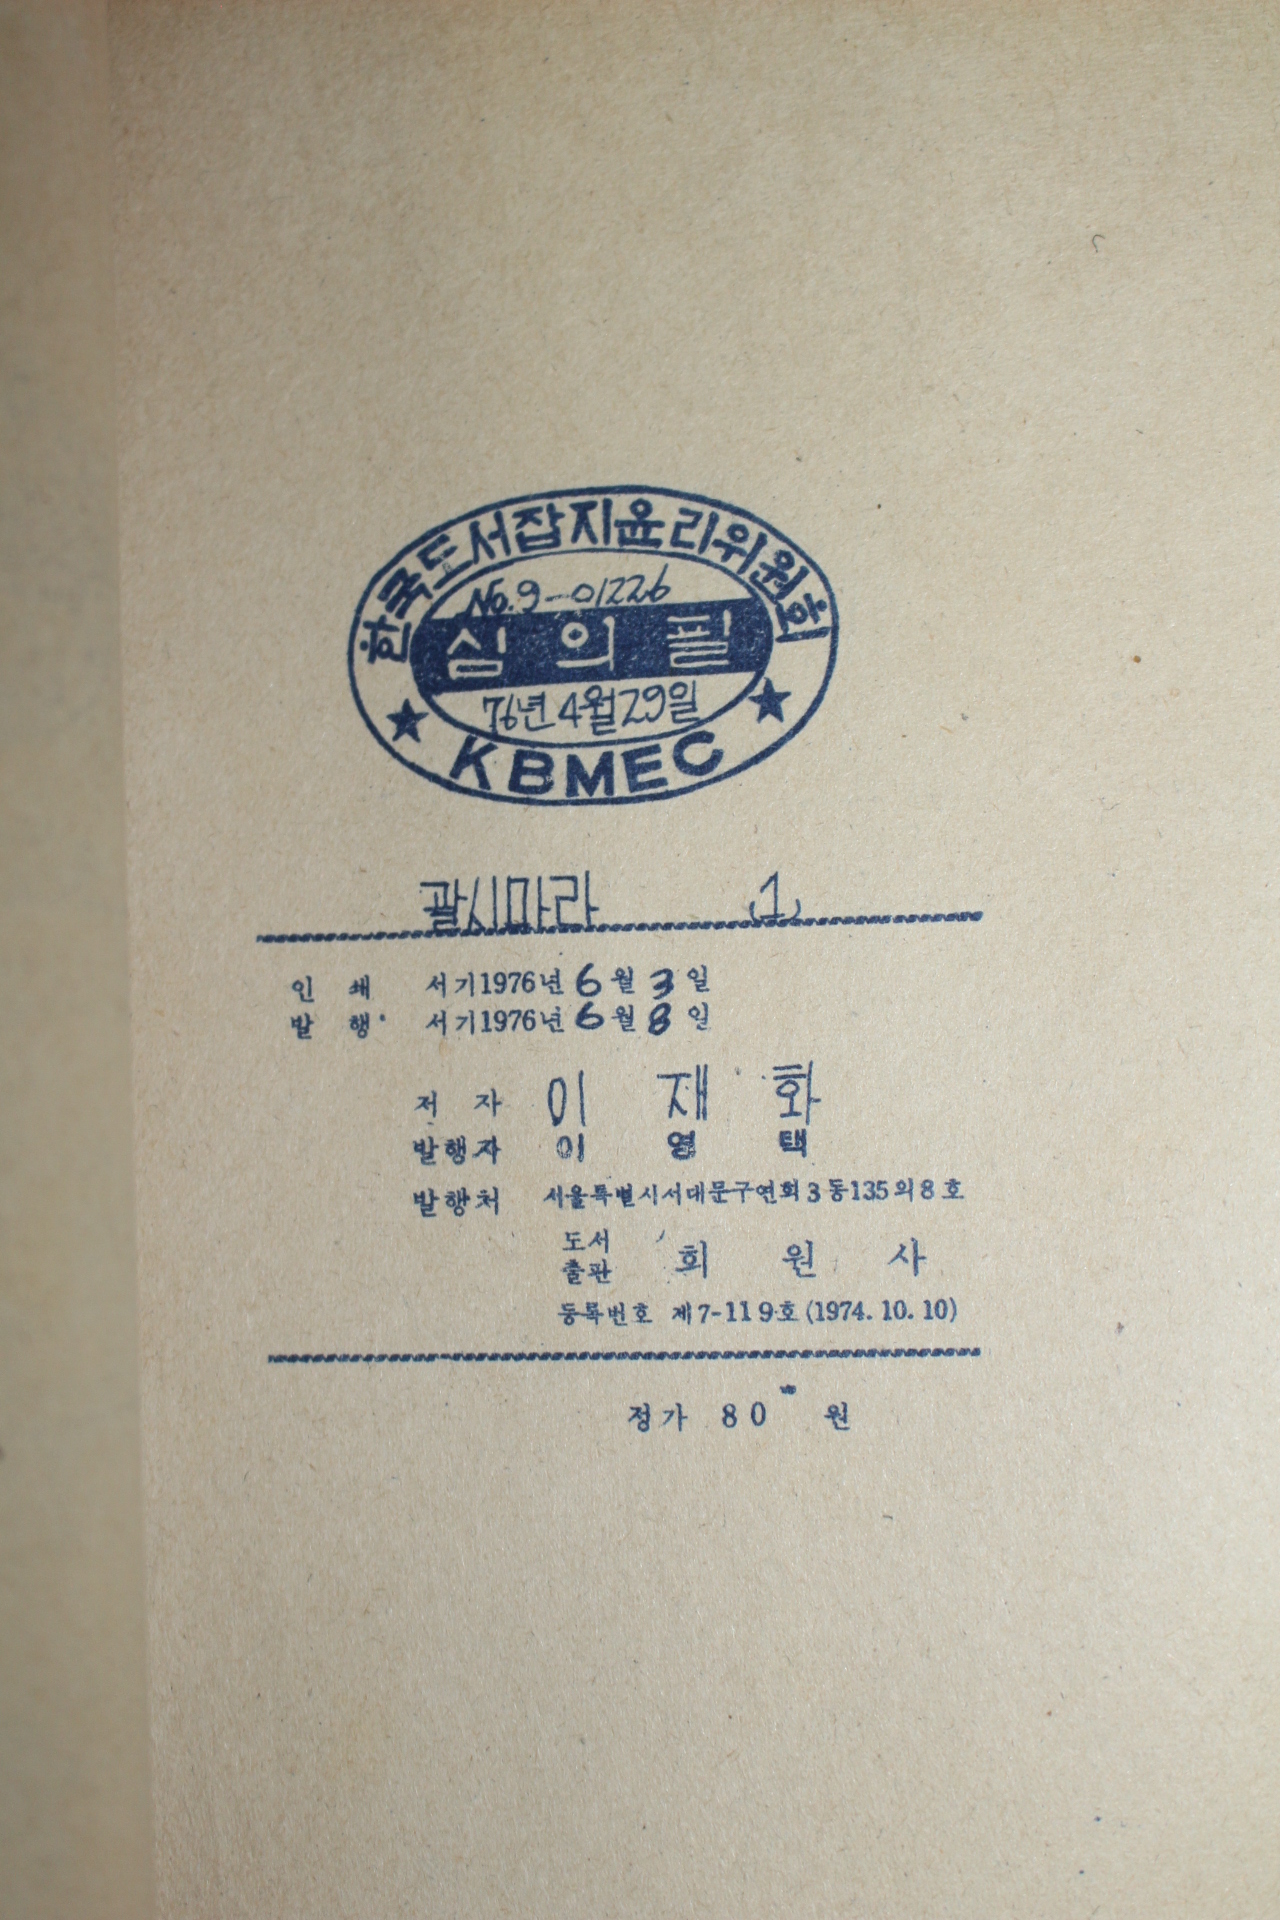 한국도서잡지윤리위원회
No.9-01226
심의필
76년 4월 29일
★ ★
KBMEC
괄시마라 (1)
인 쇄 서기1976년 6월 3일
발 행 서기1976년 6월 8일
저 자 이 재 화
발행자 이 영 택
발행처 서울특별시서대문구연희3동135의8호
도서출판 회 원 사
등록번호 제7-119호(1974. 10. 10)
정가 80 원